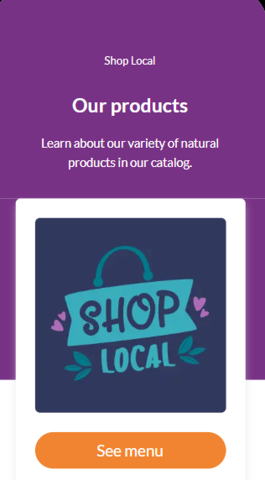 Shop Local
Our products
Learn about our variety of natural
products in our catalog.
SHOP
LOCAL
See menu